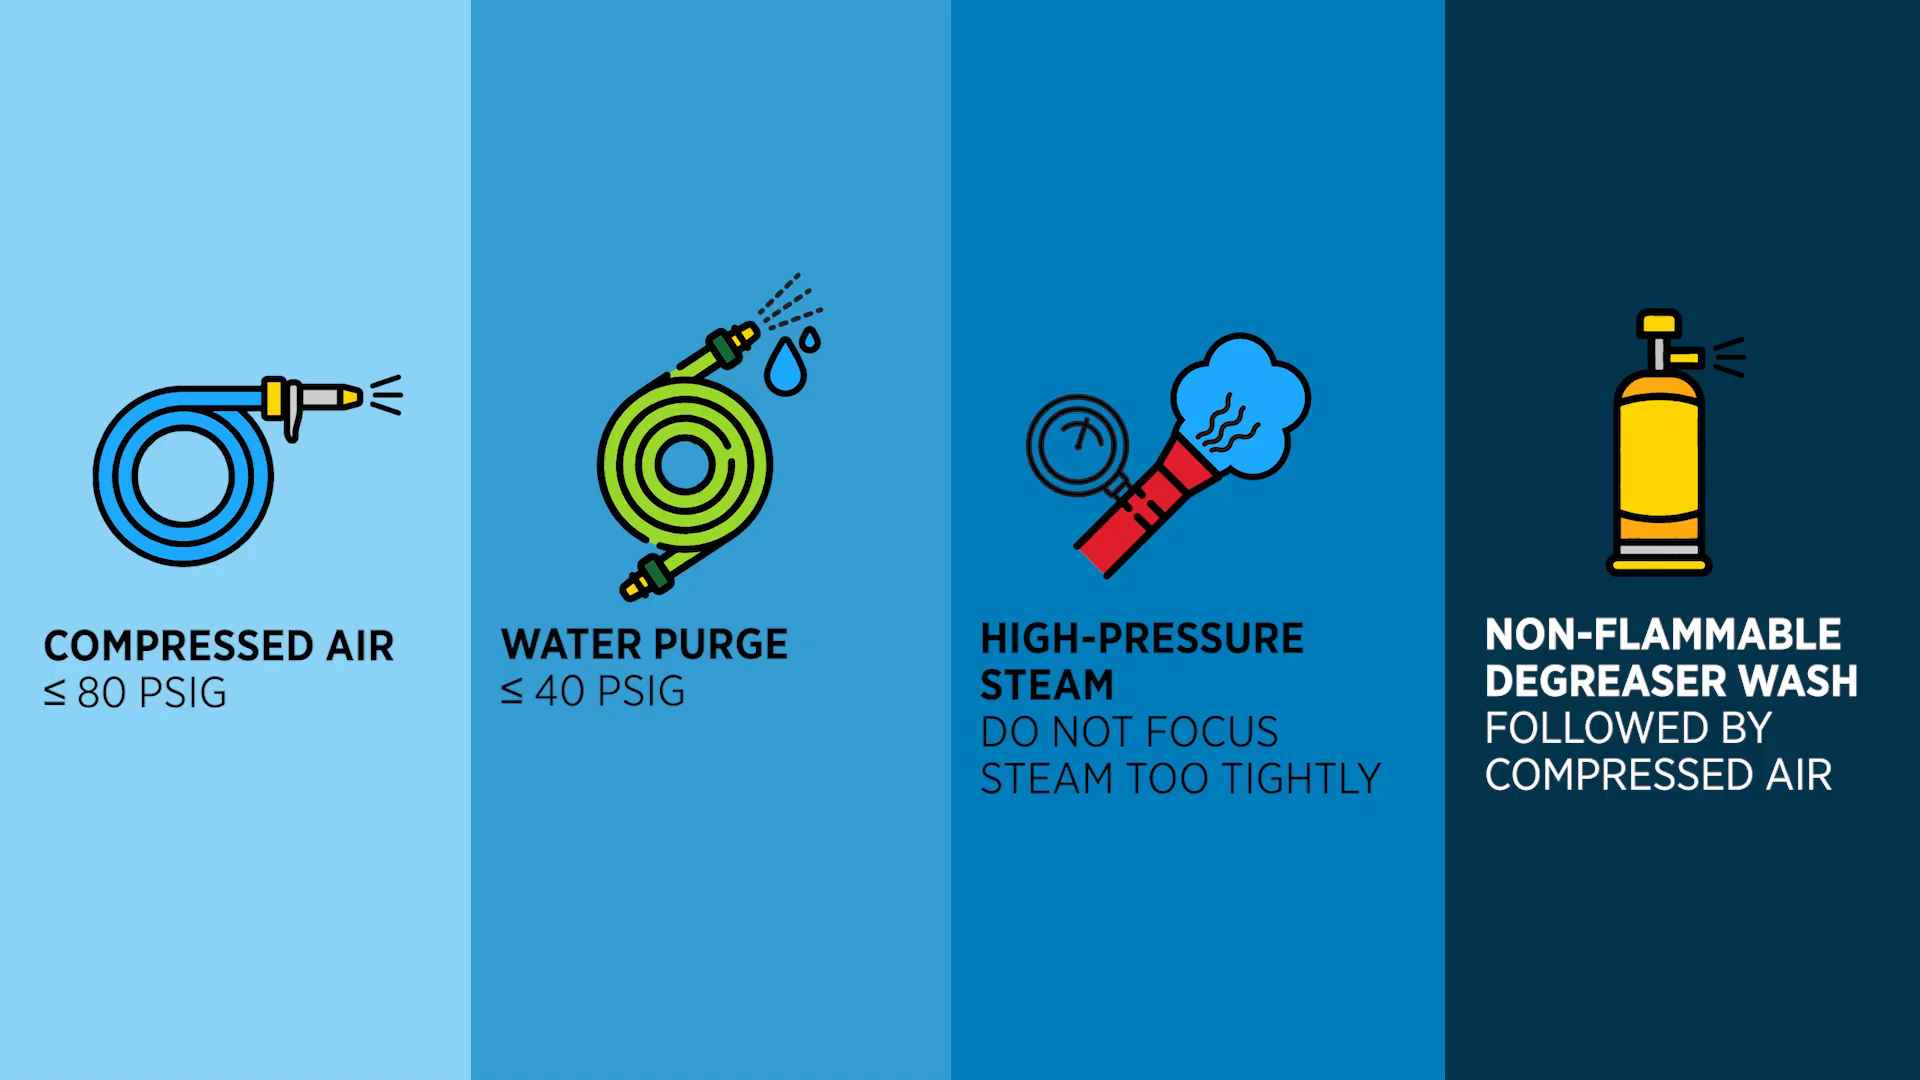 COMPRESSED AIR
≤ 80 PSIG
WATER PURGE
≤ 40 PSIG
HIGH-PRESSURE
STEAM
DO NOT FOCUS
STEAM TOO TIGHTLY
NON-FLAMMABLE
DEGREASER WASH
FOLLOWED BY
COMPRESSED AIR